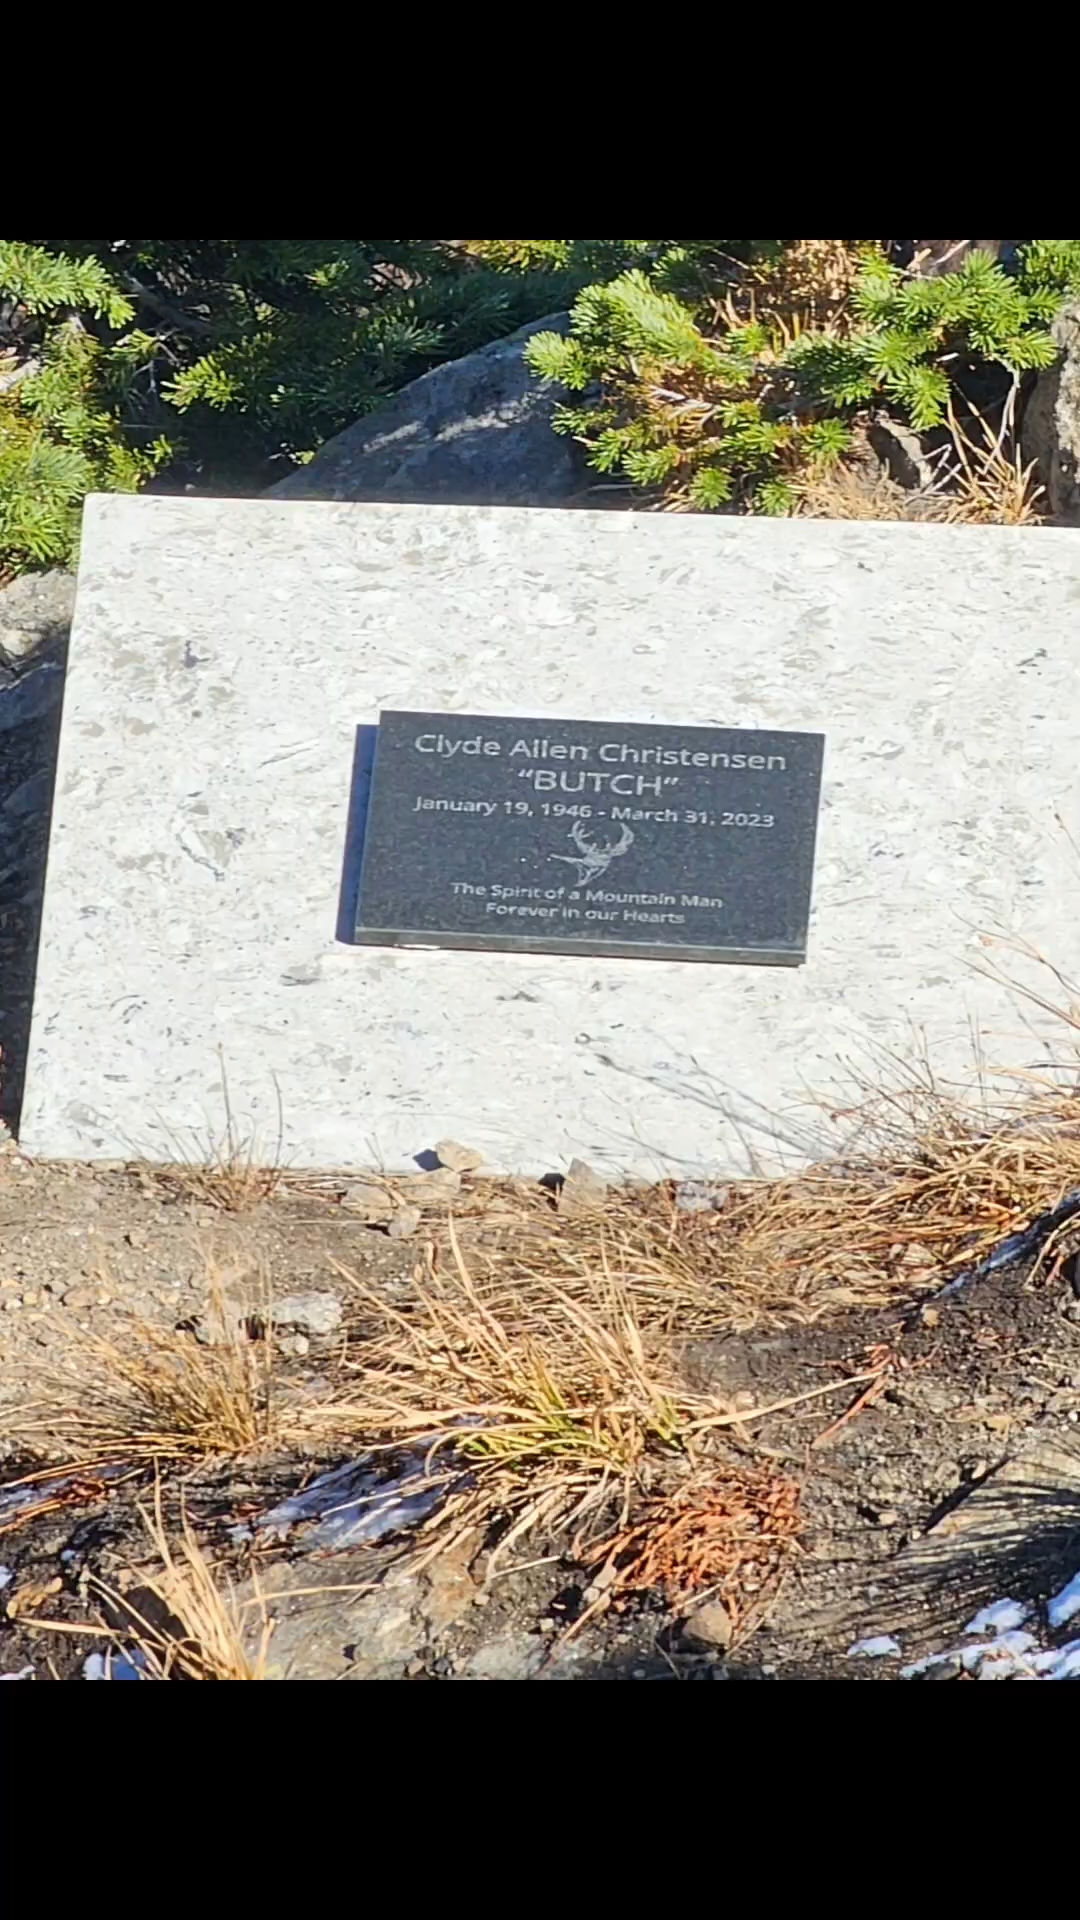 Clyde Allen Christensen
“BUTCH”
January 19, 1946 - March 31, 2023
The Spirit of a Mountain Man
Forever in our Hearts